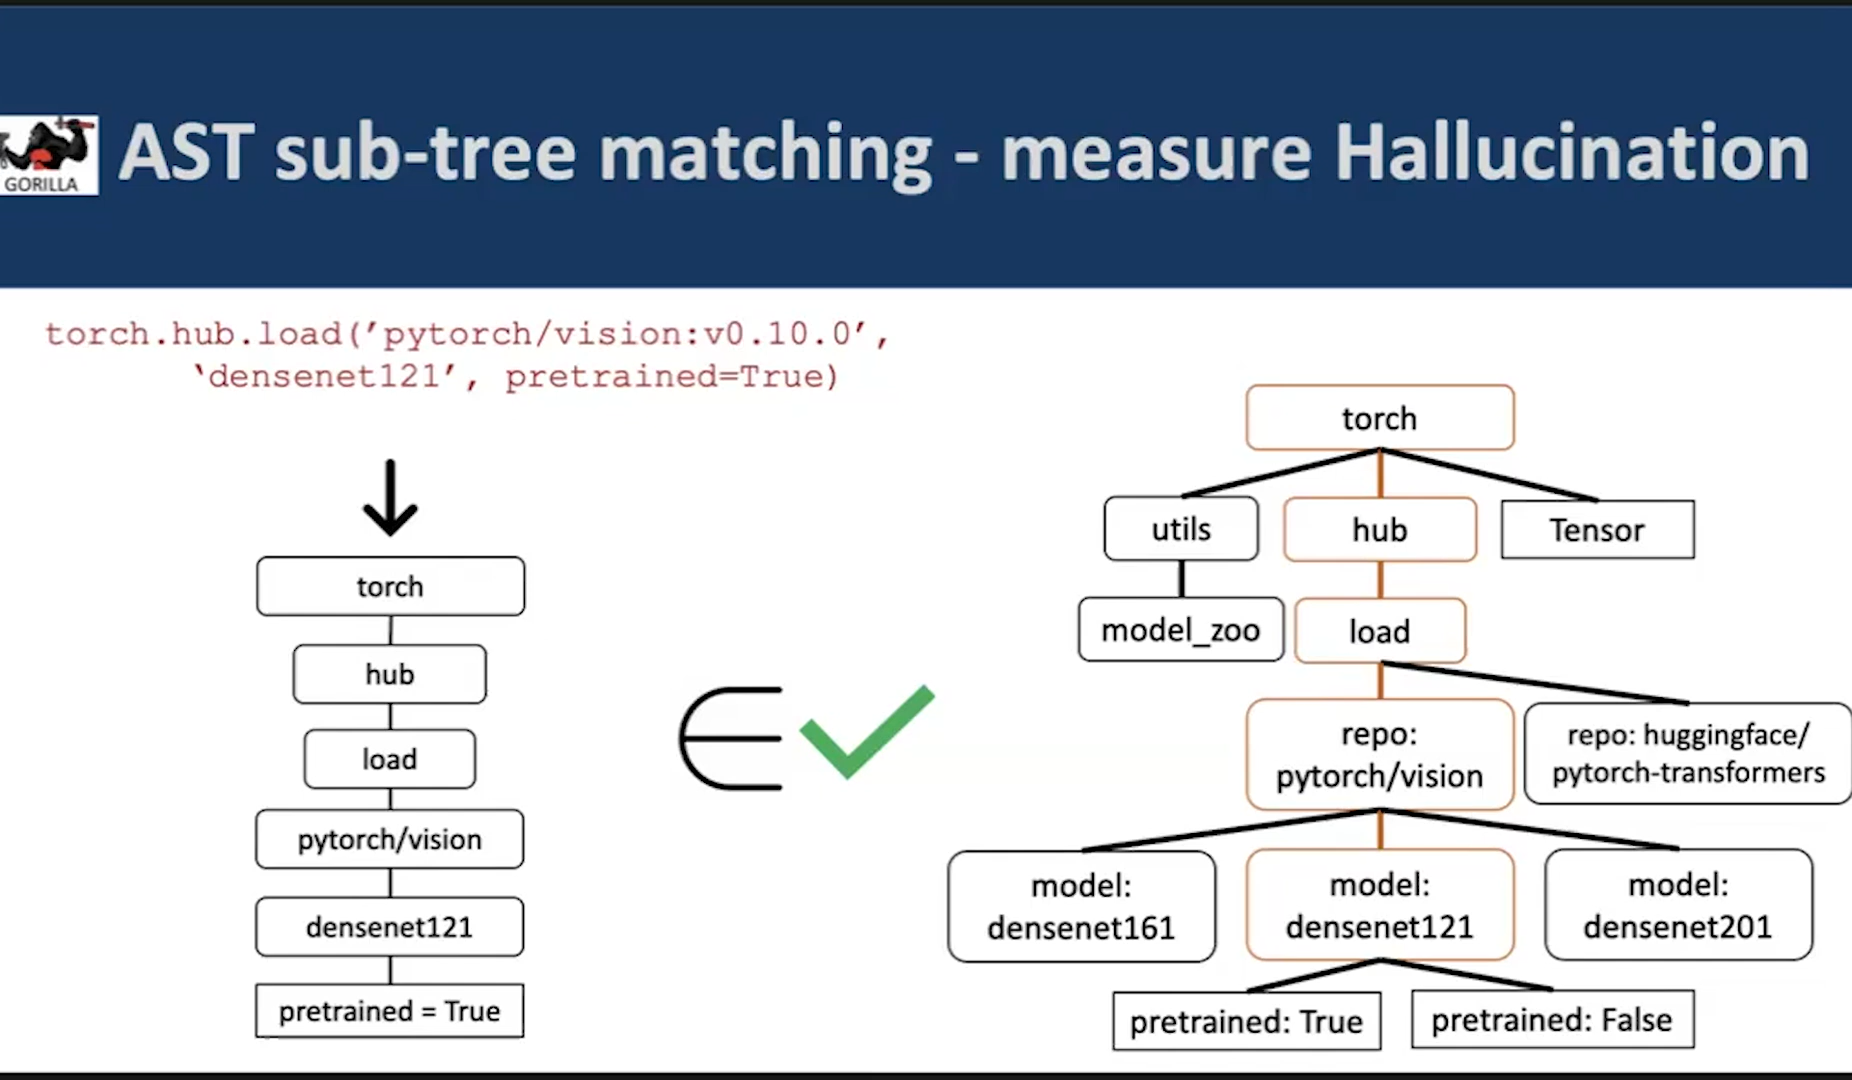 GORILLA
AST sub-tree matching - measure Hallucination
torch.hub.load(’pytorch/vision:v0.10.0’,
‘densenet121’, pretrained=True)
torch
hub
load
pytorch/vision
densenet121
pretrained = True
∈
torch
utils
hub
Tensor
model_zoo
load
repo:
pytorch/vision
repo: huggingface/
pytorch-transformers
model:
densenet161
model:
densenet121
model:
densenet201
pretrained: True
pretrained: False